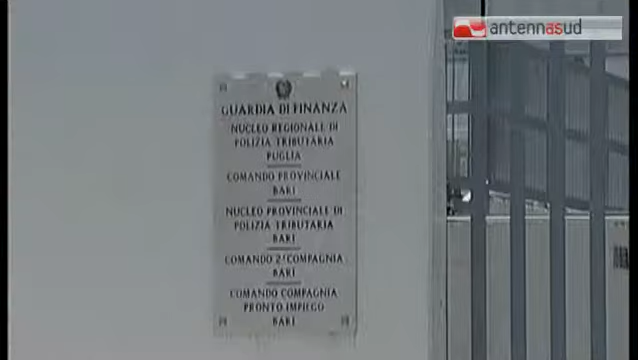 antennasud
GUARDIA DI FINANZA
NUCLEO REGIONALE DI
POLIZIA TRIBUTARIA
PUGLIA
COMANDO PROVINCIALE
BARI
NUCLEO PROVINCIALE DI
POLIZIA TRIBUTARIA
BARI
COMANDO 2ª COMPAGNIA
BARI
COMANDO COMPAGNIA
PRONTO IMPIEGO
BARI